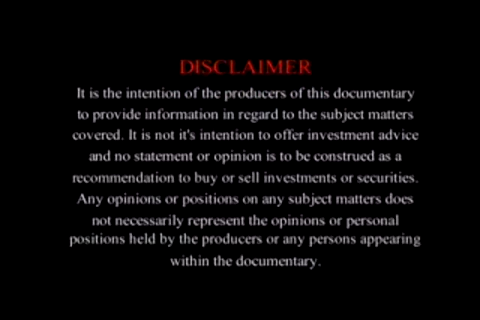 DISCLAIMER
It is the intention of the producers of this documentary
to provide information in regard to the subject matters
covered. It is not it's intention to offer investment advice
and no statement or opinion is to be construed as a
recommendation to buy or sell investments or securities.
Any opinions or positions on any subject matters does
not necessarily represent the opinions or personal
positions held by the producers or any persons appearing
within the documentary.